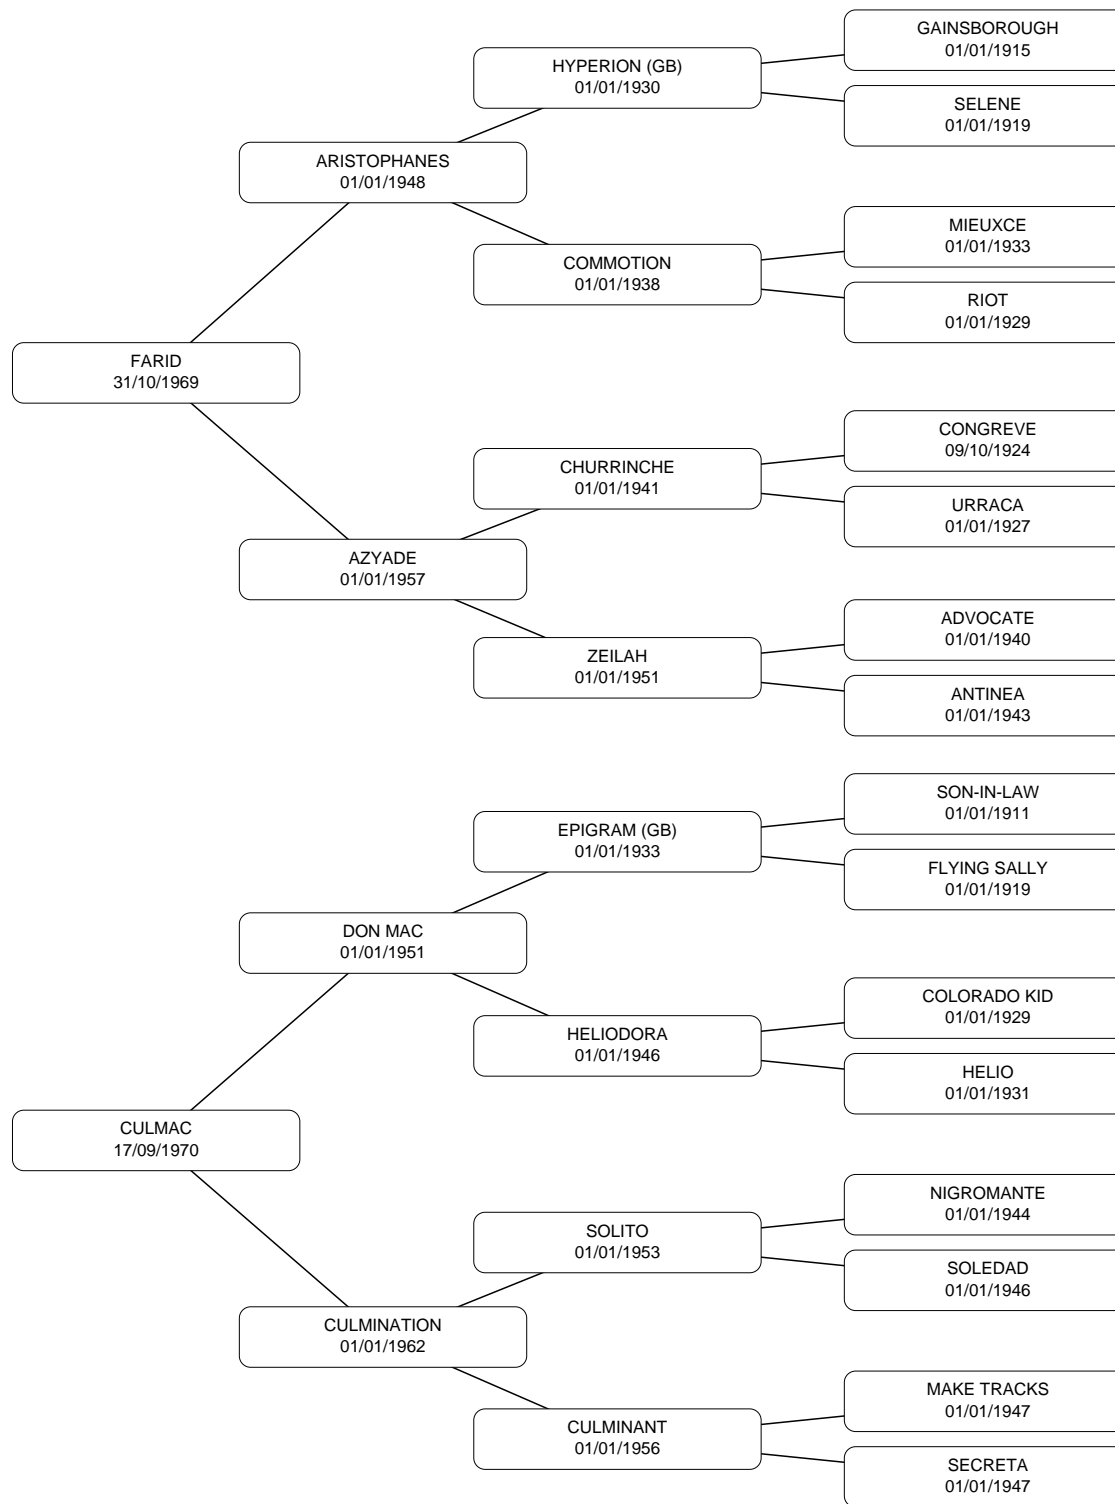 GAINSBOROUGH
01/01/1915
HYPERION (GB)
01/01/1930
SELENE
01/01/1919
ARISTOPHANES
01/01/1948
MIEUXCE
01/01/1933
COMMOTION
01/01/1938
RIOT
01/01/1929
FARID
31/10/1969
CONGREVE
09/10/1924
CHURRINCHE
01/01/1941
URRACA
01/01/1927
AZYADE
01/01/1957
ADVOCATE
01/01/1940
ZEILAH
01/01/1951
ANTINEA
01/01/1943
SON-IN-LAW
01/01/1911
EPIGRAM (GB)
01/01/1933
FLYING SALLY
01/01/1919
DON MAC
01/01/1951
COLORADO KID
01/01/1929
HELIODORA
01/01/1946
HELIO
01/01/1931
CULMAC
17/09/1970
NIGROMANTE
01/01/1944
SOLITO
01/01/1953
SOLEDAD
01/01/1946
CULMINATION
01/01/1962
MAKE TRACKS
01/01/1947
CULMINANT
01/01/1956
SECRETA
01/01/1947